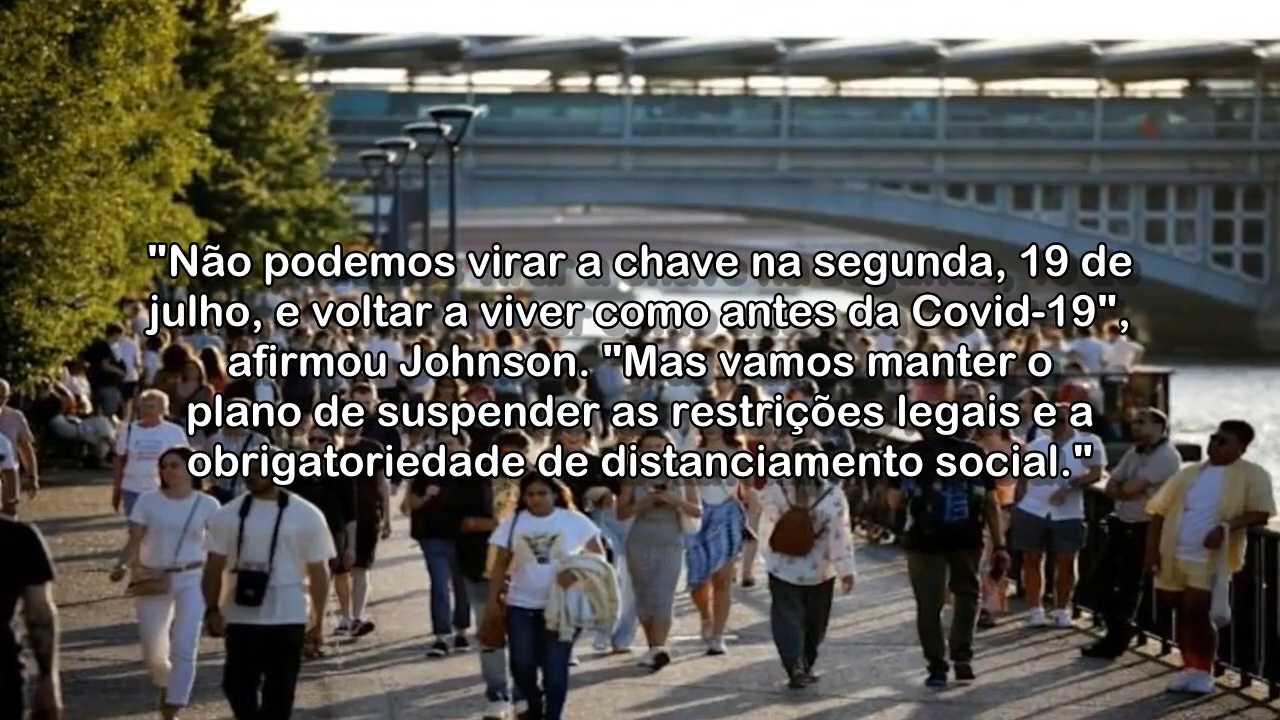 "Não podemos virar a chave na segunda, 19 de
julho, e voltar a viver como antes da Covid-19",
afirmou Johnson. "Mas vamos manter o
plano de suspender as restrições legais e a
obrigatoriedade de distanciamento social."